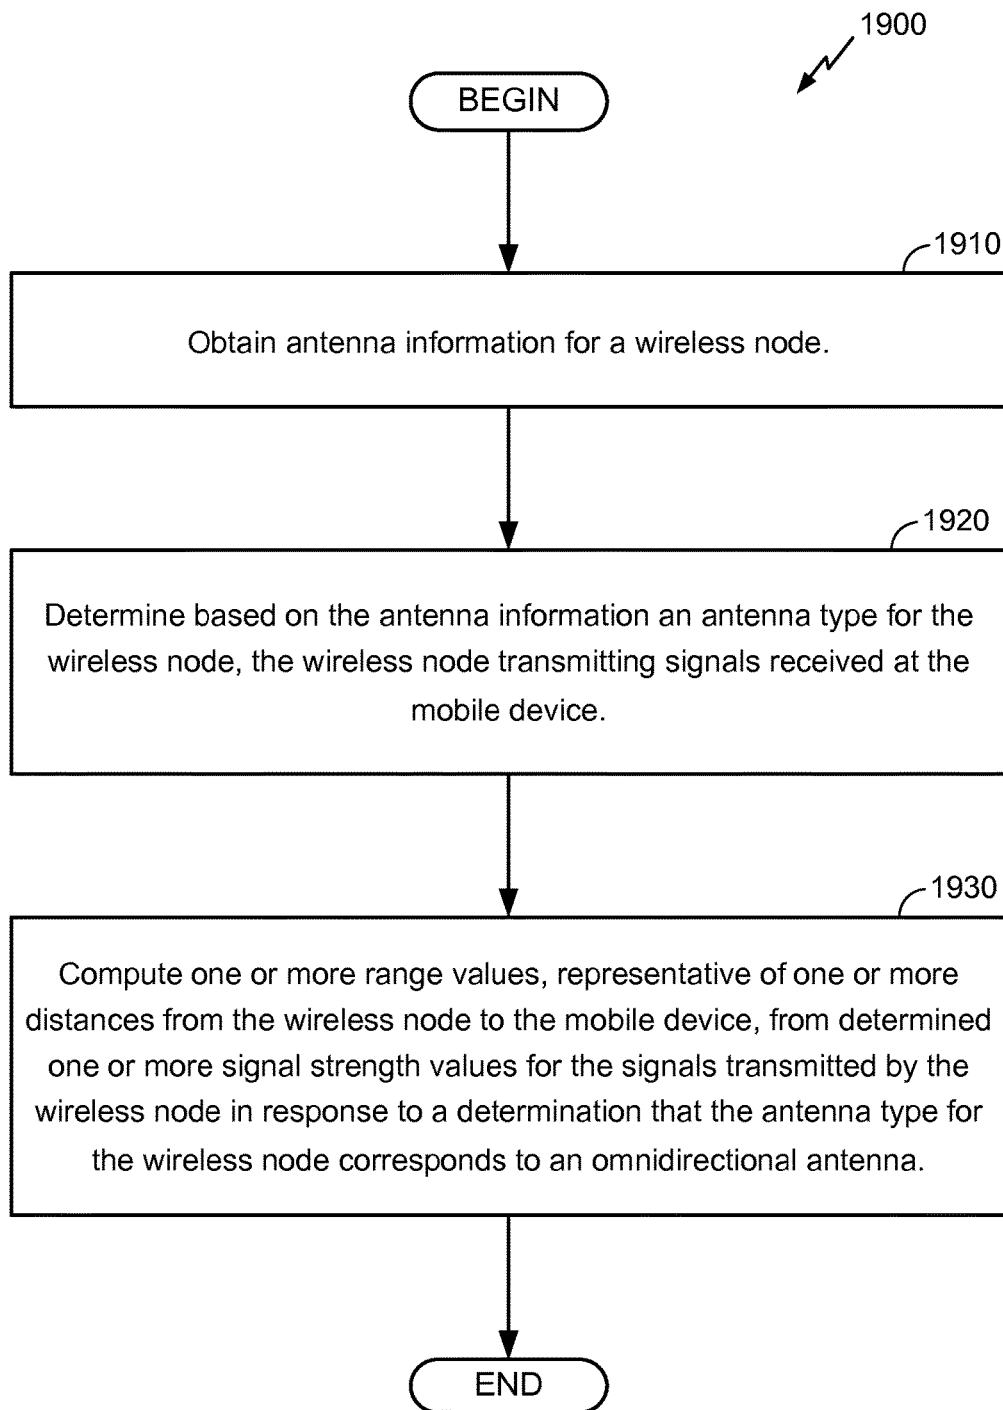 1900
BEGIN
1910
Obtain antenna information for a wireless node.
1920
Determine based on the antenna information an antenna type for the
wireless node, the wireless node transmitting signals received at the
mobile device.
1930
Compute one or more range values, representative of one or more
distances from the wireless node to the mobile device, from determined
one or more signal strength values for the signals transmitted by the
wireless node in response to a determination that the antenna type for
the wireless node corresponds to an omnidirectional antenna.
END